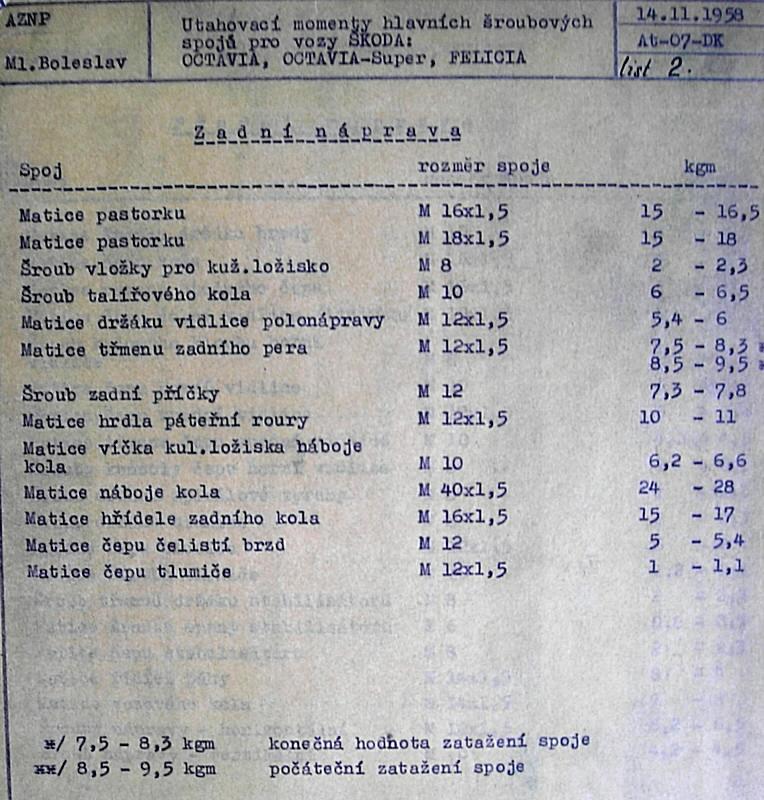 AZNP
Ml.Boleslav
Utahovací momenty hlavních šroubových
spojů pro vozy ŠKODA:
OCTAVIA, OCTAVIA-Super, FELICIA
14.11.1958
At-07-DK
list 2.
Zadní náprava
Spoj rozměr spoje kgm
Matice pastorku M 16x1,5 15 - 16,5
Matice pastorku M 18x1,5 15 - 18
Šroub vložky pro kuž.ložisko M 8 2 - 2,3
Šroub talířového kola M 10 6 - 6,5
Matice držáku vidlice polonápravy M 12x1,5 5,4 - 6
Matice třmenu zadního pera M 12x1,5 7,5 - 8,3 *
8,5 - 9,5 *
Šroub zadní příčky M 12 7,3 - 7,8
Matice hrdla páteřní roury M 12x1,5 10 - 11
Matice víčka kul.ložiska náboje
kola M 10 6,2 - 6,6
Matice náboje kola M 40x1,5 24 - 28
Matice hřídele zadního kola M 16x1,5 15 - 17
Matice čepu čelistí brzd M 12 5 - 5,4
Matice čepu tlumiče M 12x1,5 1 - 1,1
*/ 7,5 - 8,3 kgm konečná hodnota zatažení spoje
**/ 8,5 - 9,5 kgm počáteční zatažení spoje